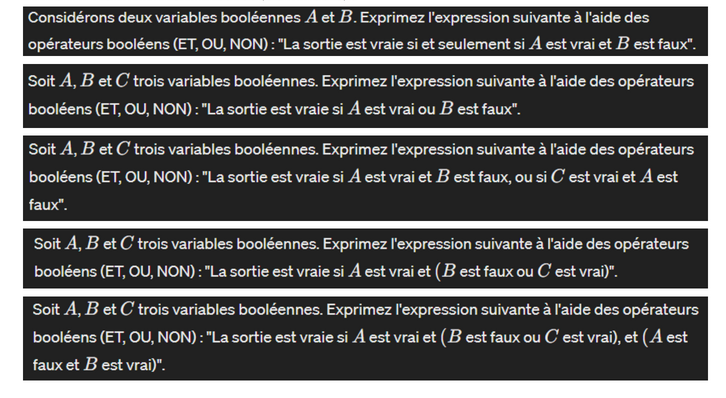 Considérons deux variables booléennes A et B. Exprimez l'expression suivante à l'aide des
opérateurs booléens (ET, OU, NON) : "La sortie est vraie si et seulement si A est vrai et B est faux".
Soit A, B et C trois variables booléennes. Exprimez l'expression suivante à l'aide des opérateurs
booléens (ET, OU, NON) : "La sortie est vraie si A est vrai ou B est faux".
Soit A, B et C trois variables booléennes. Exprimez l'expression suivante à l'aide des opérateurs
booléens (ET, OU, NON) : "La sortie est vraie si A est vrai et B est faux, ou si C est vrai et A est
faux".
Soit A, B et C trois variables booléennes. Exprimez l'expression suivante à l'aide des opérateurs
booléens (ET, OU, NON) : "La sortie est vraie si A est vrai et (B est faux ou C est vrai)".
Soit A, B et C trois variables booléennes. Exprimez l'expression suivante à l'aide des opérateurs
booléens (ET, OU, NON) : "La sortie est vraie si A est vrai et (B est faux ou C est vrai), et (A est
faux et B est vrai)".